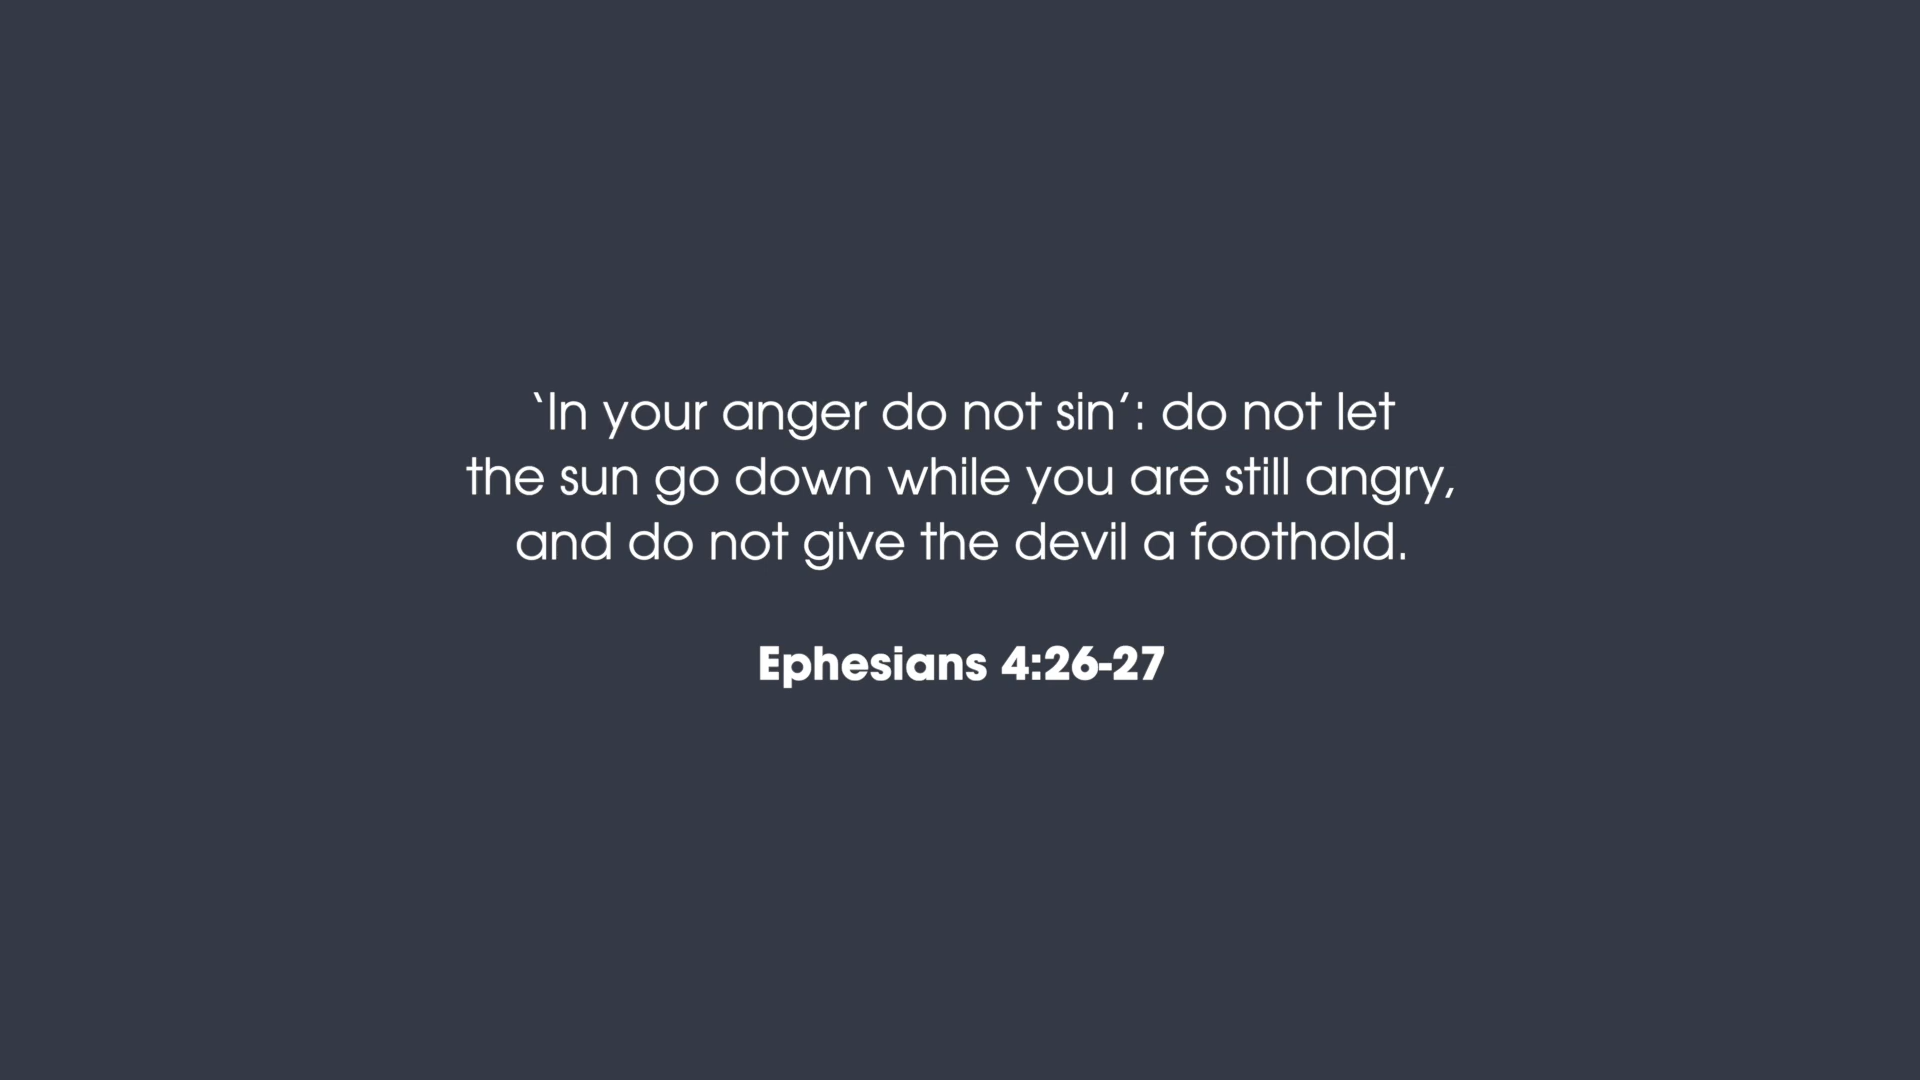 ‘In your anger do not sin’: do not let
the sun go down while you are still angry,
and do not give the devil a foothold.
Ephesians 4:26-27